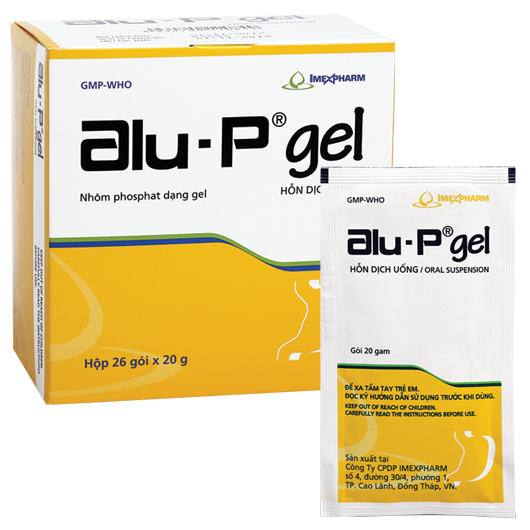 GMP-WHO
IMEXPHARM
alu-P® gel
Nhôm phosphat dạng gel
HỖN DỊC
Hộp 26 gói x 20 g
GMP-WHO
IMEXPHARM
alu-P® gel
HỖN DỊCH UỐNG / ORAL SUSPENSION
Gói 20 gam
ĐỂ XA TẦM TAY TRẺ EM.
ĐỌC KỸ HƯỚNG DẪN SỬ DỤNG TRƯỚC KHI DÙNG.
KEEP OUT OF REACH OF CHILDREN.
CAREFULLY READ THE INSTRUCTIONS BEFORE USE.
Sản xuất tại
Công Ty CPDP IMEXPHARM
số 4, đường 30/4, phường 1,
TP. Cao Lãnh, Đồng Tháp, VN.